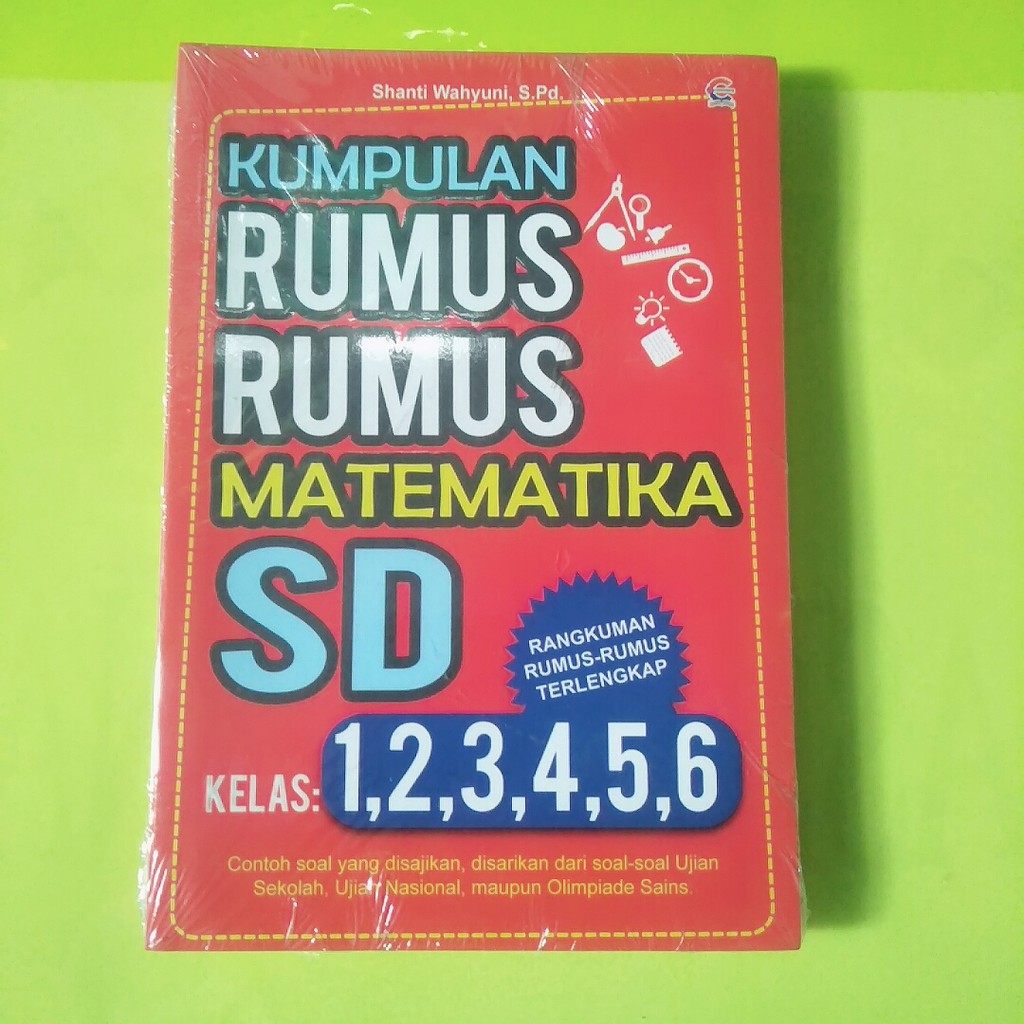 Shanti Wahyuni, S.Pd.
KUMPULAN
RUMUS
RUMUS
MATEMATIKA
SD
RANGKUMAN
RUMUS-RUMUS
TERLENGKAP
KELAS: 1,2,3,4,5,6
Contoh soal yang disajikan, disarikan dari soal-soal Ujian
Sekolah, Ujian Nasional, maupun Olimpiade Sains.